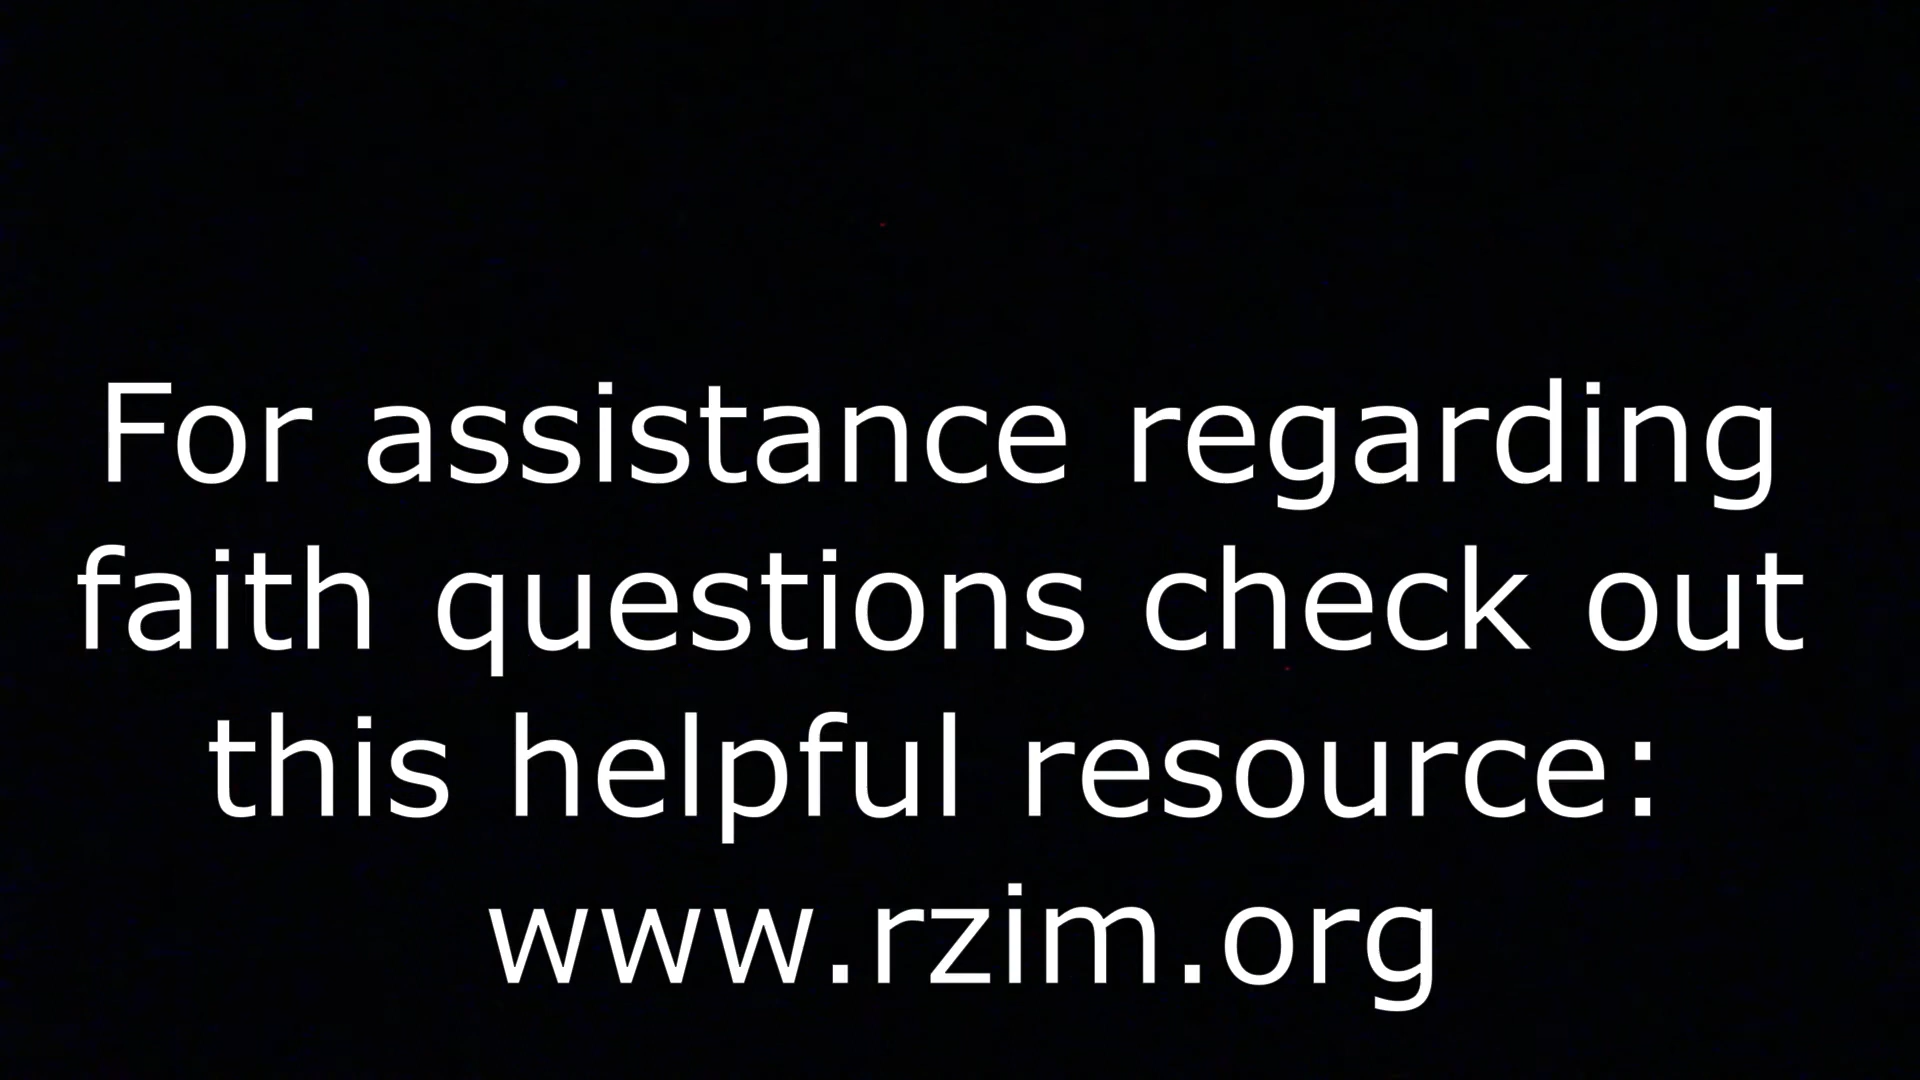 For assistance regarding
faith questions check out
this helpful resource:
www.rzim.org